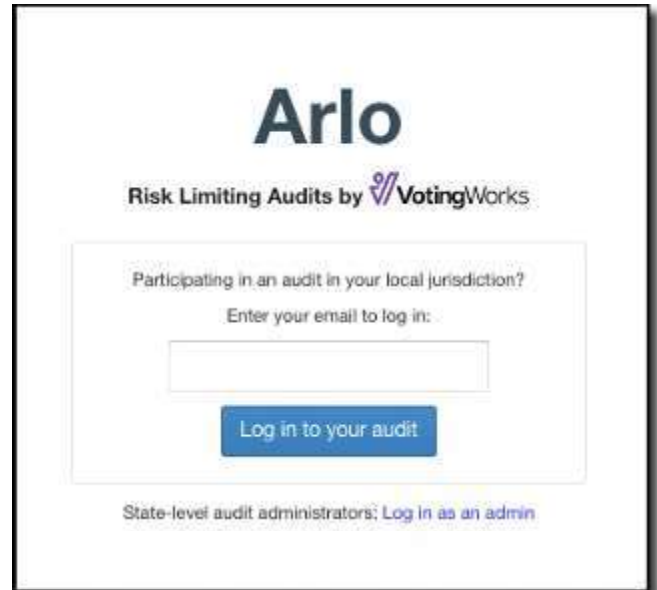 Arlo
Risk Limiting Audits by VotingWorks
Participating in an audit in your local jurisdiction?
Enter your email to log in:
Log in to your audit
State-level audit administrators: Log in as an admin